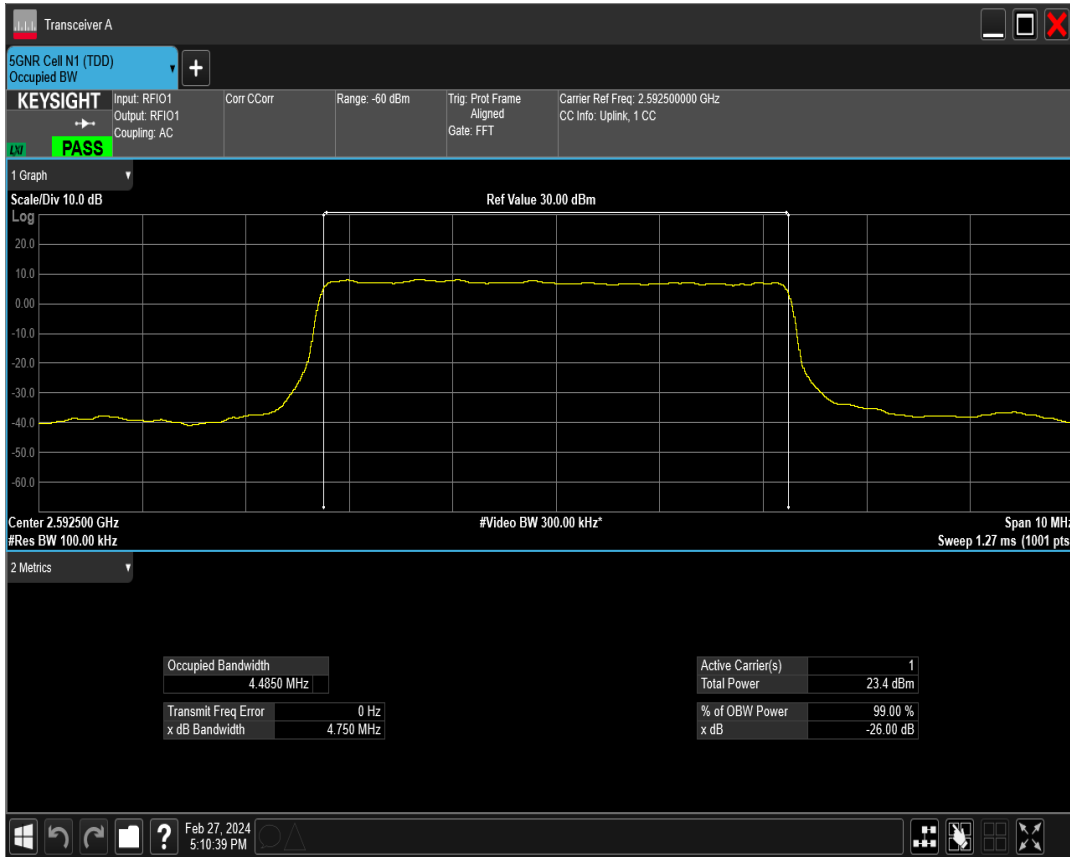 Transceiver A
5GNR Cell N1 (TDD)
Occupied BW
+
KEYSIGHT
Input: RFIO1
Output: RFIO1
Coupling: AC
Corr CCorr
Range: -60 dBm
Trig: Prot Frame
Aligned
Gate: FFT
Carrier Ref Freq: 2.592500000 GHz
CC Info: Uplink, 1 CC
LXI
PASS
1 Graph
Scale/Div 10.0 dB
Ref Value 30.00 dBm
Log
20.0
10.0
0.00
-10.0
-20.0
-30.0
-40.0
-50.0
-60.0
Center 2.592500 GHz
#Video BW 300.00 kHz*
Span 10 MHz
#Res BW 100.00 kHz
Sweep 1.27 ms (1001 pts
2 Metrics
Occupied Bandwidth
4.4850 MHz
Transmit Freq Error 0 Hz
x dB Bandwidth 4.750 MHz
Active Carrier(s) 1
Total Power 23.4 dBm
% of OBW Power 99.00 %
x dB -26.00 dB
?
Feb 27, 2024
5:10:39 PM